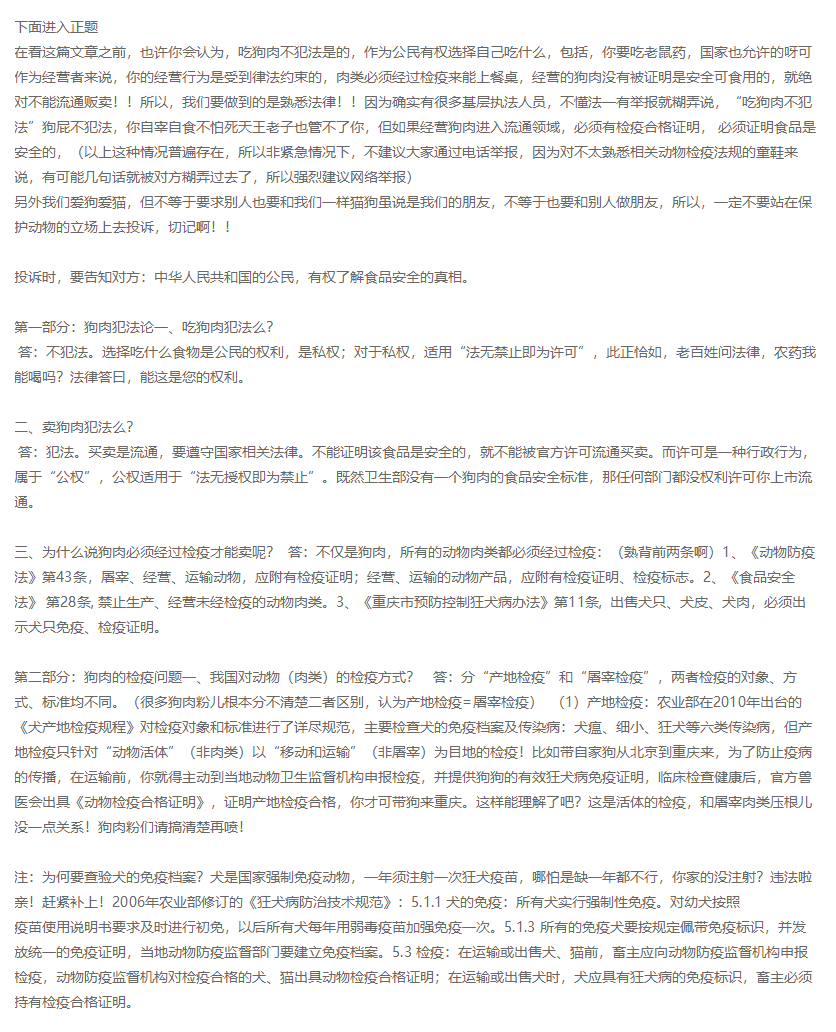 下面进入正题
在看这篇文章之前，也许你会认为，吃狗肉不犯法是的，作为公民有权选择自己吃什么，包括，你要吃老鼠药，国家也允许的呀可
作为经营者来说，你的经营行为是受到律法约束的，肉类必须经过检疫来能上餐桌，经营的狗肉没有被证明是安全可食用的，就绝
对不能流通贩卖！！所以，我们要做到的是熟悉法律！！因为确实有很多基层执法人员，不懂法一有举报就糊弄说，“吃狗肉不犯
法”狗屁不犯法，你自宰自食不怕死天王老子也管不了你，但如果经营狗肉进入流通领域，必须有检疫合格证明， 必须证明食品是
安全的，（以上这种情况普遍存在，所以非紧急情况下，不建议大家通过电话举报，因为对不太熟悉相关动物检疫法规的童鞋来
说，有可能几句话就被对方糊弄过去了，所以强烈建议网络举报）
另外我们爱狗爱猫，但不等于要求别人也要和我们一样猫狗虽说是我们的朋友，不等于也要和别人做朋友，所以，一定不要站在保
护动物的立场上去投诉，切记啊！！
投诉时，要告知对方：中华人民共和国的公民，有权了解食品安全的真相。
第一部分：狗肉犯法论一、吃狗肉犯法么？
答：不犯法。选择吃什么食物是公民的权利，是私权；对于私权，适用“法无禁止即为许可”，此正恰如，老百姓问法律，农药我
能喝吗？法律答曰，能这是您的权利。
二、卖狗肉犯法么？
答：犯法。买卖是流通，要遵守国家相关法律。不能证明该食品是安全的，就不能被官方许可流通买卖。而许可是一种行政行为，
属于“公权”，公权适用于“法无授权即为禁止”。既然卫生部没有一个狗肉的食品安全标准，那任何部门都没权利许可你上市流
通。
三、为什么说狗肉必须经过检疫才能卖呢？ 答：不仅是狗肉，所有的动物肉类都必须经过检疫：（熟背前两条啊）1、《动物防疫
法》第43条，屠宰、经营、运输动物，应附有检疫证明；经营、运输的动物产品，应附有检疫证明、检疫标志。2、《食品安全
法》 第28条, 禁止生产、经营未经检疫的动物肉类。3、《重庆市预防控制狂犬病办法》第11条, 出售犬只、犬皮、犬肉，必须出
示犬只免疫、检疫证明。
第二部分：狗肉的检疫问题一、我国对动物（肉类）的检疫方式？ 答：分“产地检疫”和“屠宰检疫”，两者检疫的对象、方
式、标准均不同。（很多狗肉粉儿根本分不清楚二者区别，认为产地检疫=屠宰检疫） （1）产地检疫：农业部在2010年出台的
《犬产地检疫规程》对检疫对象和标准进行了详尽规范，主要检查犬的免疫档案及传染病：犬瘟、细小、狂犬等六类传染病，但产
地检疫只针对“动物活体”（非肉类）以“移动和运输”（非屠宰）为目地的检疫！比如带自家狗从北京到重庆来，为了防止疫病
的传播，在运输前，你就得主动到当地动物卫生监督机构申报检疫，并提供狗狗的有效狂犬病免疫证明，临床检查健康后，官方兽
医会出具《动物检疫合格证明》，证明产地检疫合格，你才可带狗来重庆。这样能理解了吧？这是活体的检疫，和屠宰肉类压根儿
没一点关系！狗肉粉们请搞清楚再喷！
注：为何要查验犬的免疫档案？犬是国家强制免疫动物，一年须注射一次狂犬疫苗，哪怕是缺一年都不行，你家的没注射？违法啦
亲！赶紧补上！2006年农业部修订的《狂犬病防治技术规范》：5.1.1 犬的免疫：所有犬实行强制性免疫。对幼犬按照
疫苗使用说明书要求及时进行初免，以后所有犬每年用弱毒疫苗加强免疫一次。5.1.3 所有的免疫犬要按规定佩带免疫标识，并发
放统一的免疫证明，当地动物防疫监督部门要建立免疫档案。5.3 检疫：在运输或出售犬、猫前，畜主应向动物防疫监督机构申报
检疫，动物防疫监督机构对检疫合格的犬、猫出具动物检疫合格证明；在运输或出售犬时，犬应具有狂犬病的免疫标识，畜主必须
持有检疫合格证明。